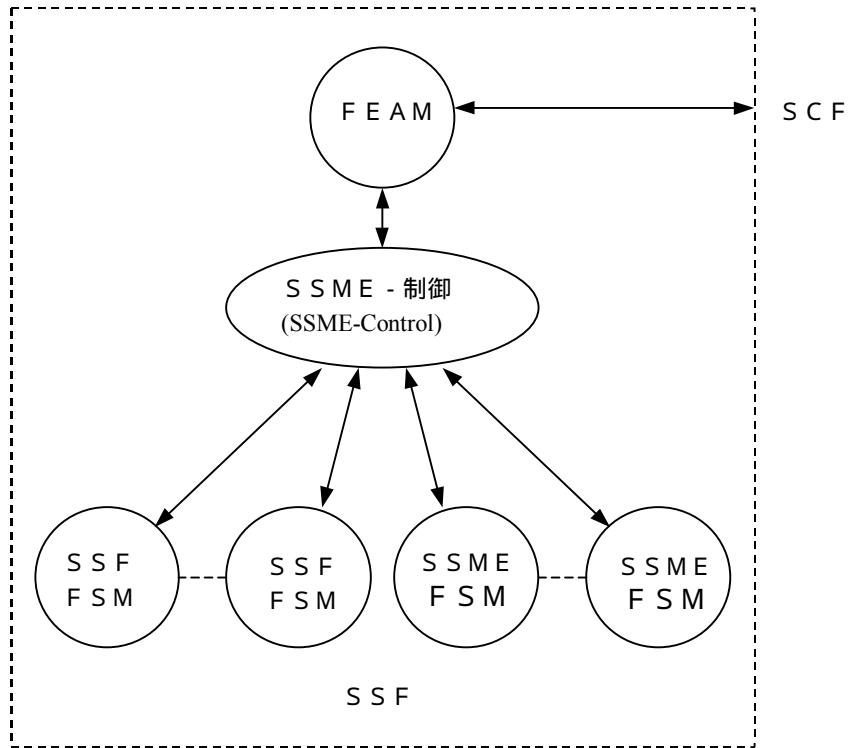 ＦＥＡＭ
ＳＣＦ
ＳＳＭＥ - 制御
(SSME-Control)
ＳＳＦ
ＦＳＭ
ＳＳＦ
ＦＳＭ
ＳＳＭＥ
ＦＳＭ
ＳＳＭＥ
ＦＳＭ
ＳＳＦ